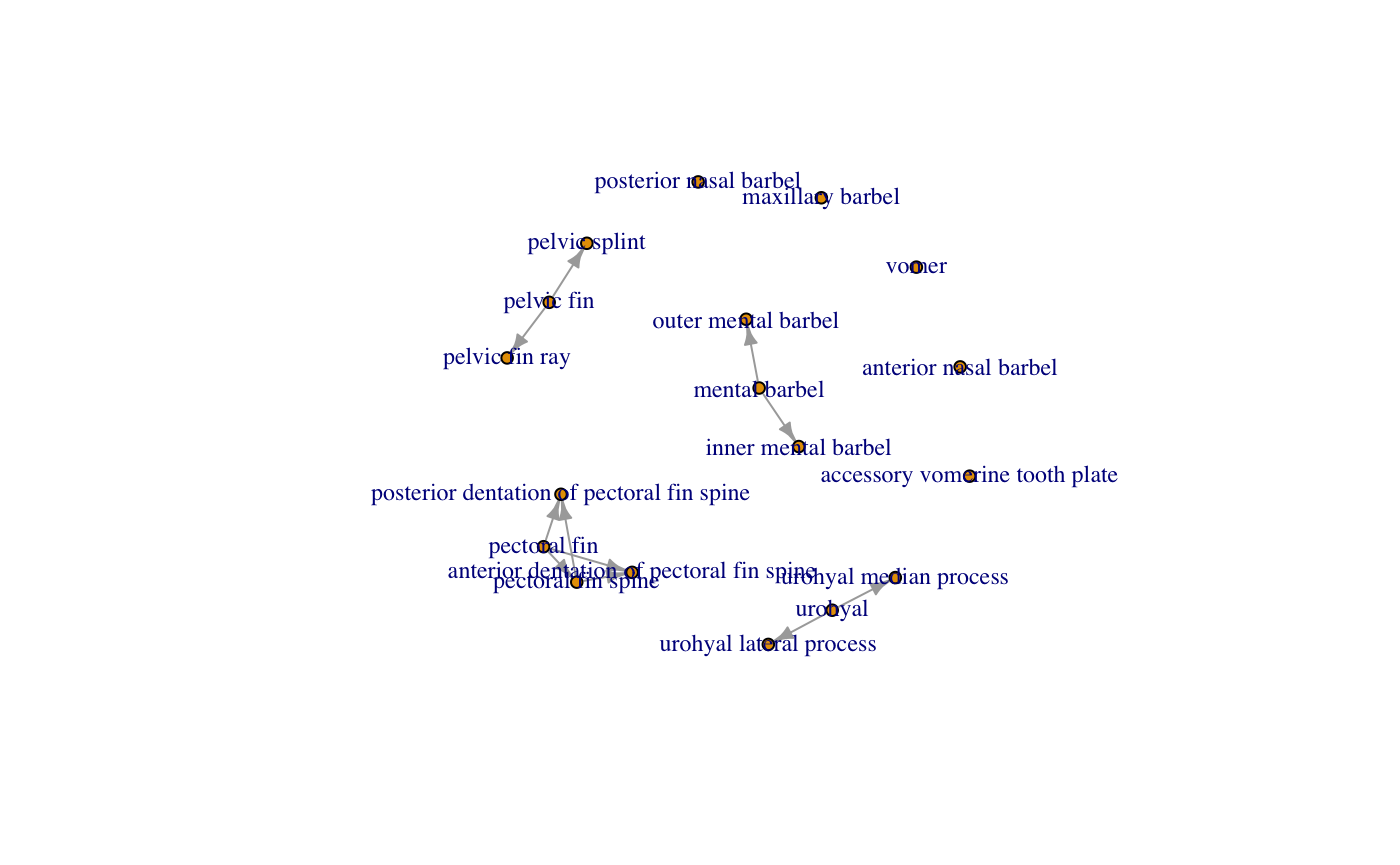 posterior nasal barbel
maxillary barbel
pelvic splint
vomer
pelvic fin
outer mental barbel
pelvic fin ray
anterior nasal barbel
mental barbel
inner mental barbel
accessory vomerine tooth plate
posterior dentation of pectoral fin spine
pectoral fin
anterior dentation of pectoral fin spine
urohyal median process
pectoral fin spine
urohyal
urohyal lateral process